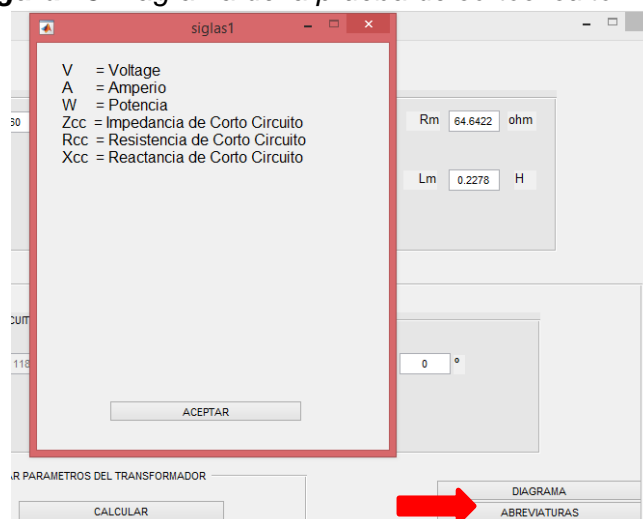 siglas1
V = Voltage
A = Amperio
W = Potencia
Zcc = Impedancia de Corto Circuito
Rcc = Resistencia de Corto Circuito
Xcc = Reactancia de Corto Circuito
ACEPTAR
Rm 64.6422 ohm
Lm 0.2278 H
118
0 º
PARAMETROS DEL TRANSFORMADOR
CALCULAR
DIAGRAMA
ABREVIATURAS